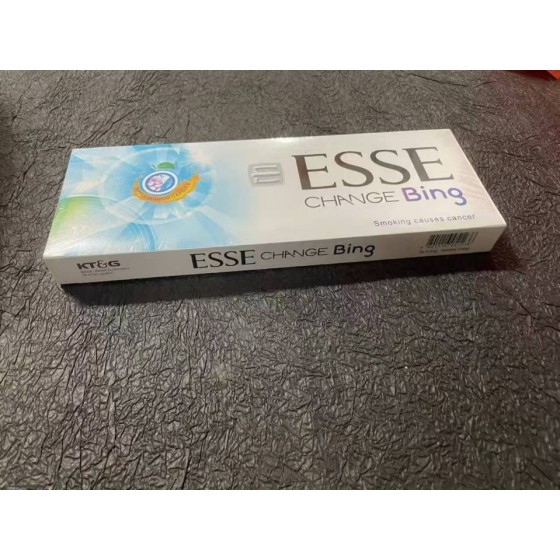 ESSE
CHANGE Bing
Smoking causes cancer
ESSE CHANGE Bing
KT&G